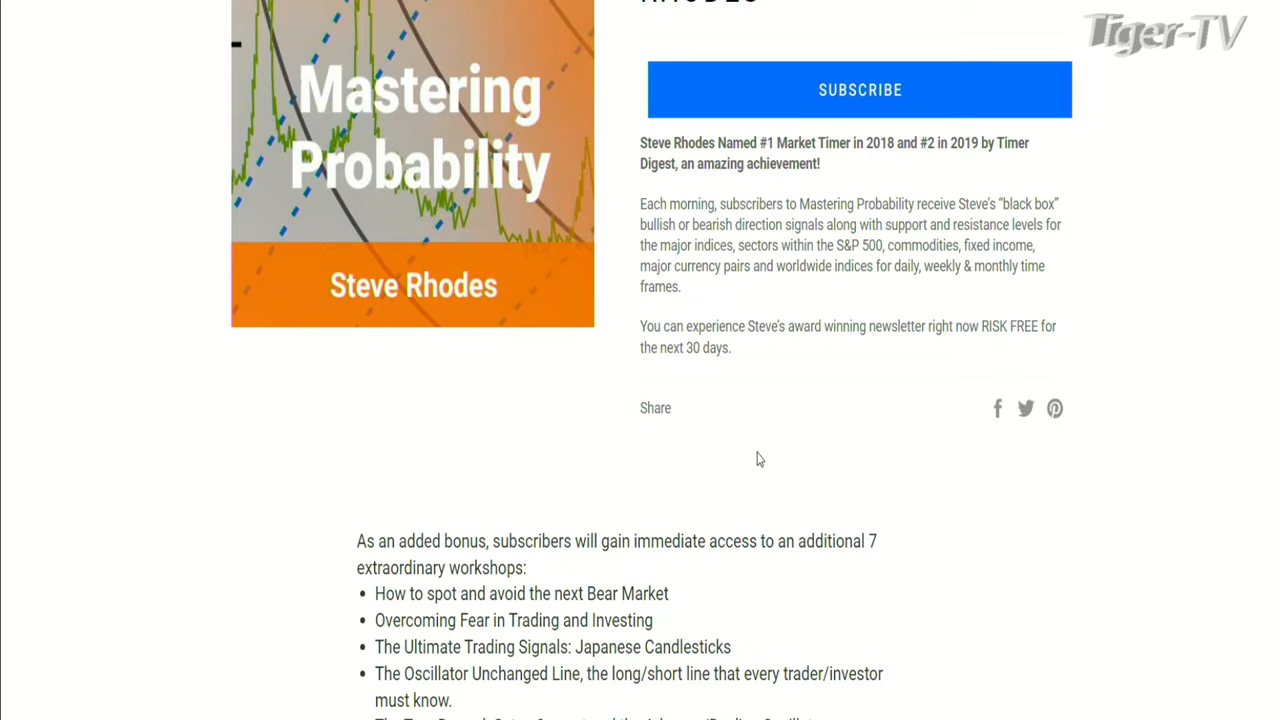 Tiger-TV
Mastering
Probability
Steve Rhodes
SUBSCRIBE
Steve Rhodes Named #1 Market Timer in 2018 and #2 in 2019 by Timer
Digest, an amazing achievement!
Each morning, subscribers to Mastering Probability receive Steve's “black box”
bullish or bearish direction signals along with support and resistance levels for
the major indices, sectors within the S&P 500, commodities, fixed income,
major currency pairs and worldwide indices for daily, weekly & monthly time
frames.
You can experience Steve's award winning newsletter right now RISK FREE for
the next 30 days.
Share
As an added bonus, subscribers will gain immediate access to an additional 7
extraordinary workshops:
• How to spot and avoid the next Bear Market
• Overcoming Fear in Trading and Investing
• The Ultimate Trading Signals: Japanese Candlesticks
• The Oscillator Unchanged Line, the long/short line that every trader/investor
must know.